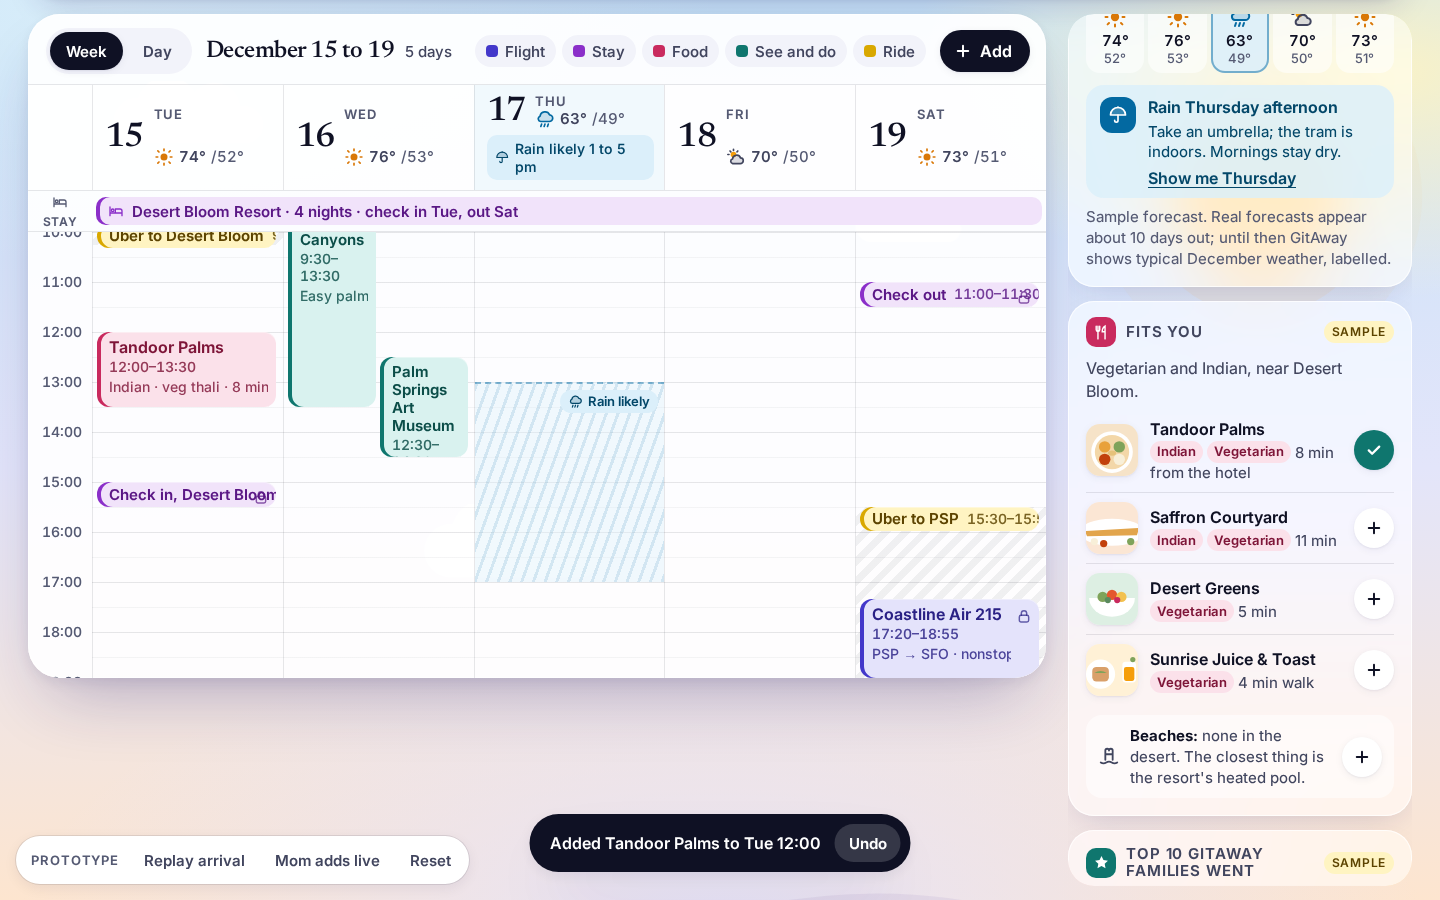 Week
Day
December 15 to 19 5 days
Flight
Stay
Food
See and do
Ride
+ Add
15 TUE 74° /52°
16 WED 76° /53°
17 THU 63° /49°
Rain likely 1 to 5
pm
18 FRI 70° /50°
19 SAT 73° /51°
STAY
Desert Bloom Resort · 4 nights · check in Tue, out Sat
10:00
11:00
12:00
13:00
14:00
15:00
16:00
17:00
18:00
Uber to Desert Bloom
Tandoor Palms
12:00–13:30
Indian · veg thali · 8 min
Check in, Desert Bloom
Canyons
9:30–
13:30
Easy palm
Palm
Springs
Art
Museum
12:30–
Rain likely
Check out 11:00–11:30
Uber to PSP 15:30–15:
Coastline Air 215
17:20–18:55
PSP → SFO · nonstop
74° 76° 63° 70° 73°
52° 53° 49° 50° 51°
Rain Thursday afternoon
Take an umbrella; the tram is
indoors. Mornings stay dry.
Show me Thursday
Sample forecast. Real forecasts appear
about 10 days out; until then GitAway
shows typical December weather, labelled.
FITS YOU
SAMPLE
Vegetarian and Indian, near Desert
Bloom.
Tandoor Palms
Indian Vegetarian 8 min
from the hotel
Saffron Courtyard
Indian Vegetarian 11 min
Desert Greens
Vegetarian 5 min
Sunrise Juice & Toast
Vegetarian 4 min walk
Beaches: none in the
desert. The closest thing is
the resort's heated pool.
TOP 10 GITAWAY
FAMILIES WENT
SAMPLE
PROTOTYPE
Replay arrival
Mom adds live
Reset
Added Tandoor Palms to Tue 12:00
Undo